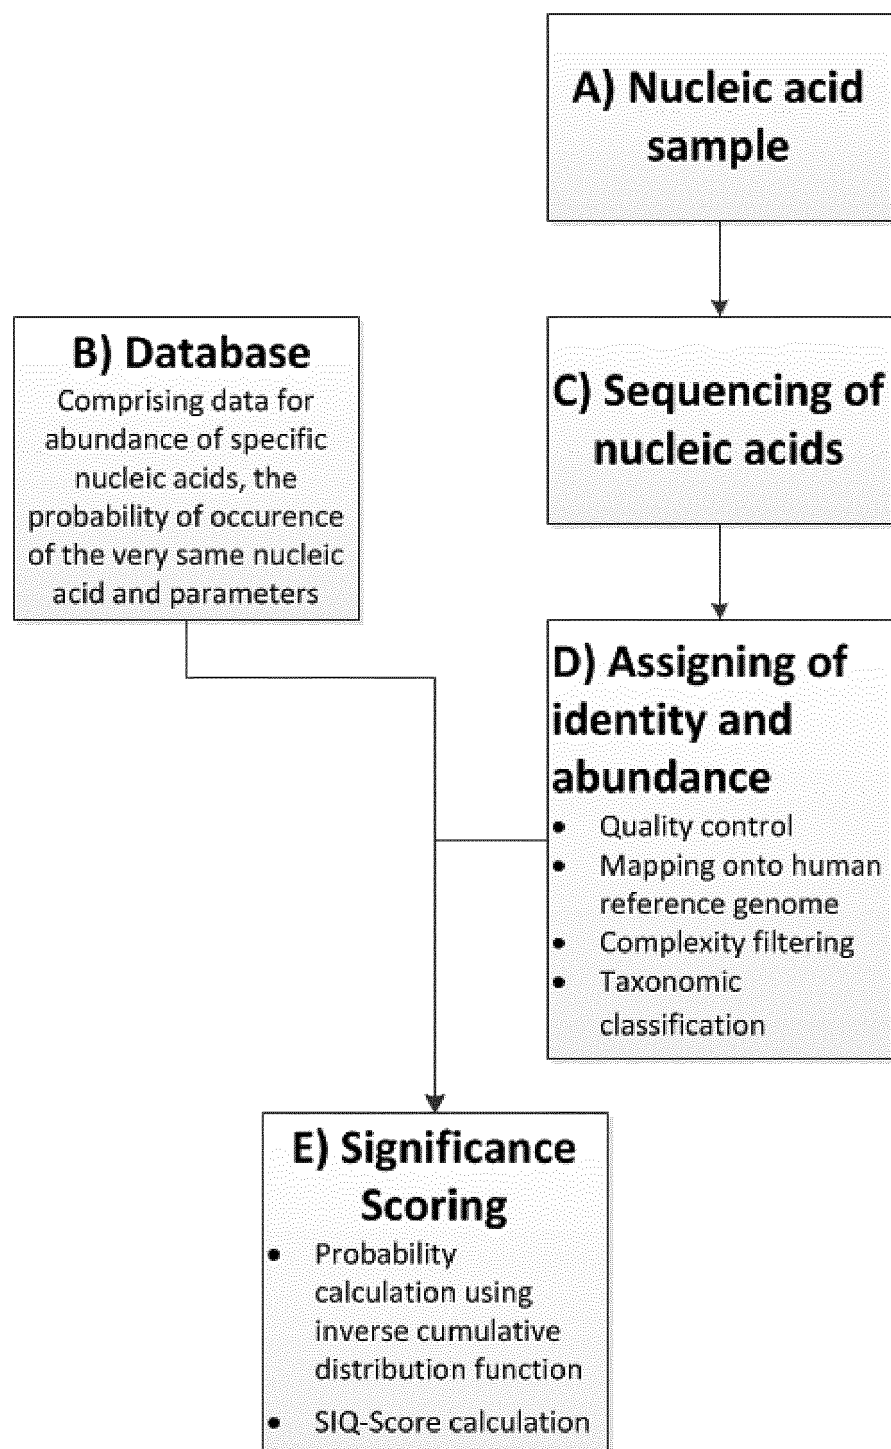 A) Nucleic acid
sample
B) Database
Comprising data for
abundance of specific
nucleic acids, the
probability of occurence
of the very same nucleic
acid and parameters
C) Sequencing of
nucleic acids
D) Assigning of
identity and
abundance
• Quality control
• Mapping onto human
reference genome
• Complexity filtering
• Taxonomic
classification
E) Significance
Scoring
• Probability
calculation using
inverse cumulative
distribution function
• SIQ-Score calculation